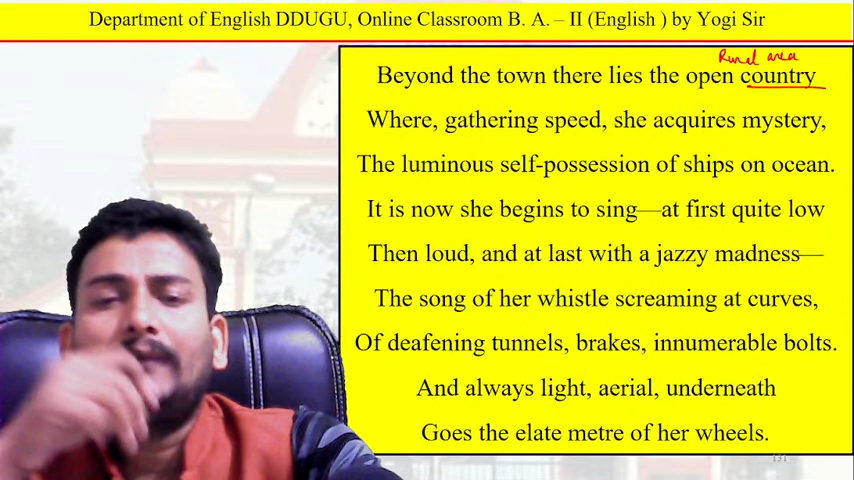 Department of English DDUGU, Online Classroom B. A. – II (English ) by Yogi Sir
Rural area
Beyond the town there lies the open country
Where, gathering speed, she acquires mystery,
The luminous self-possession of ships on ocean.
It is now she begins to sing—at first quite low
Then loud, and at last with a jazzy madness—
The song of her whistle screaming at curves,
Of deafening tunnels, brakes, innumerable bolts.
And always light, aerial, underneath
Goes the elate metre of her wheels.